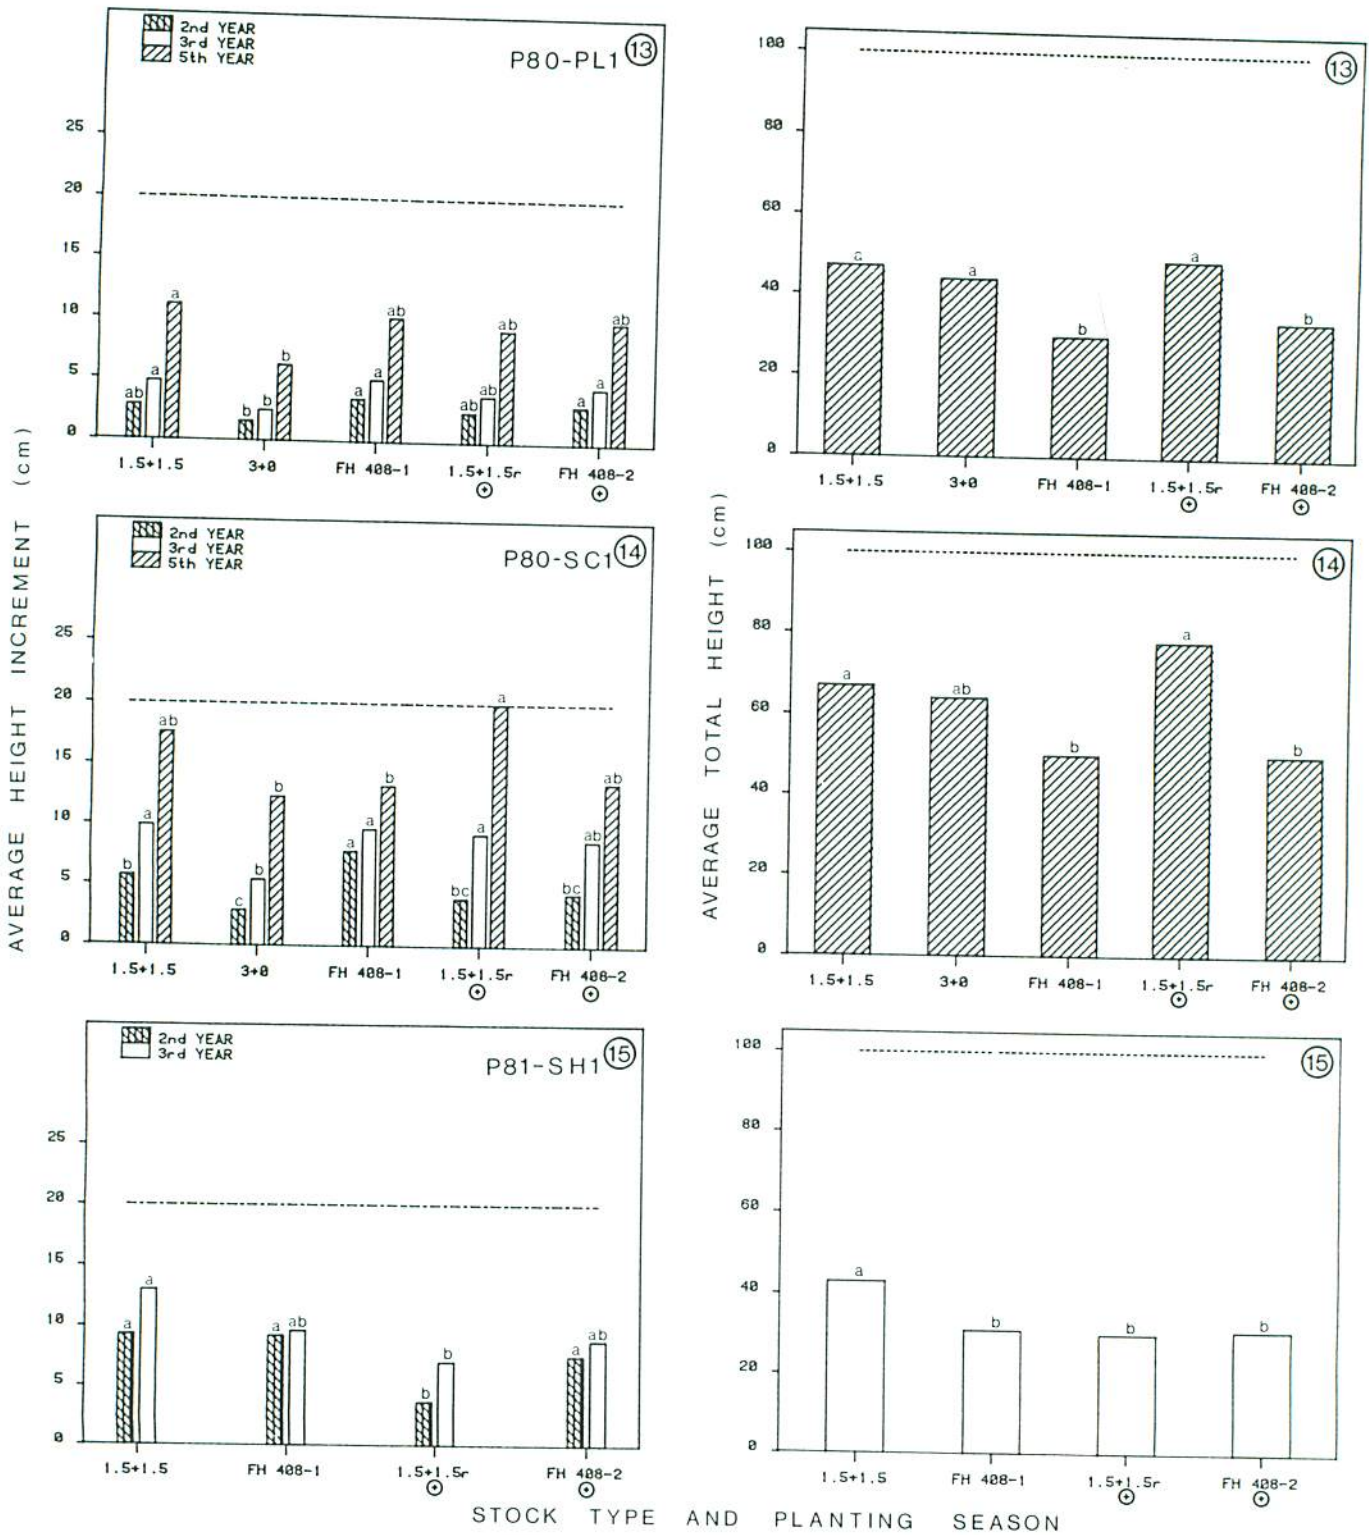 AVERAGE HEIGHT INCREMENT (cm)
2nd YEAR
3rd YEAR
5th YEAR
P80-PL1 13
25
20
15
10
5
0
ab a a
b b b
a a ab
ab ab ab
a a ab
1.5+1.5 3+0 FH 408-1 1.5+1.5r FH 408-2
2nd YEAR
3rd YEAR
5th YEAR
P80-SC1 14
25
20
15
10
5
0
b a ab
c b b
a a b
bc a a
bc ab ab
1.5+1.5 3+0 FH 408-1 1.5+1.5r FH 408-2
2nd YEAR
3rd YEAR
P81-SH1 15
25
20
15
10
5
0
a a
a ab
b b
a ab
1.5+1.5 FH 408-1 1.5+1.5r FH 408-2
AVERAGE TOTAL HEIGHT (cm)
13
100
80
60
40
20
0
a a b a b
1.5+1.5 3+0 FH 408-1 1.5+1.5r FH 408-2
14
100
80
60
40
20
0
a ab b a b
1.5+1.5 3+0 FH 408-1 1.5+1.5r FH 408-2
15
100
80
60
40
20
0
a b b b
1.5+1.5 FH 408-1 1.5+1.5r FH 408-2
STOCK TYPE AND PLANTING SEASON